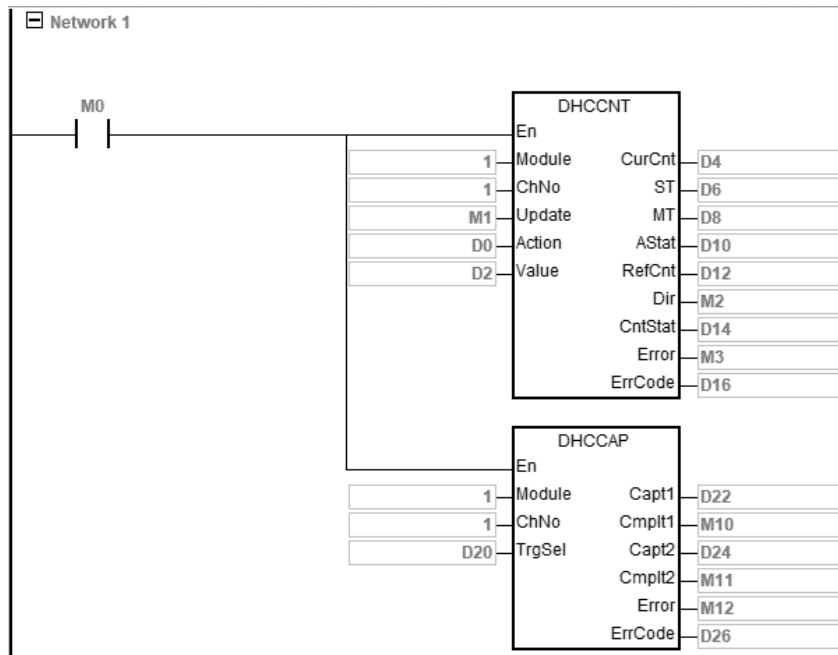 Network 1
M0
DHCCNT
En
1 Module CurCnt D4
1 ChNo ST D6
M1 Update MT D8
D0 Action AStat D10
D2 Value RefCnt D12
Dir M2
CntStat D14
Error M3
ErrCode D16
DHCCAP
En
1 Module Capt1 D22
1 ChNo Cmplt1 M10
D20 TrgSel Capt2 D24
Cmplt2 M11
Error M12
ErrCode D26